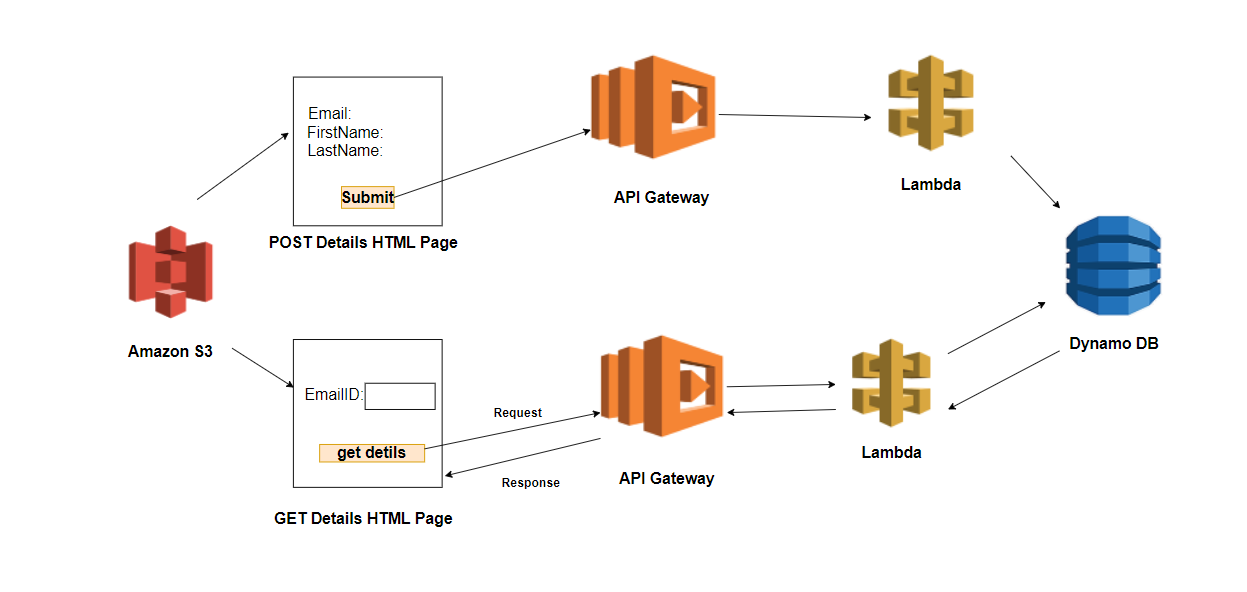 Email:
FirstName:
LastName:
Submit
POST Details HTML Page
API Gateway
Lambda
Amazon S3
Dynamo DB
EmailID:
get detils
Request
Response
GET Details HTML Page
API Gateway
Lambda